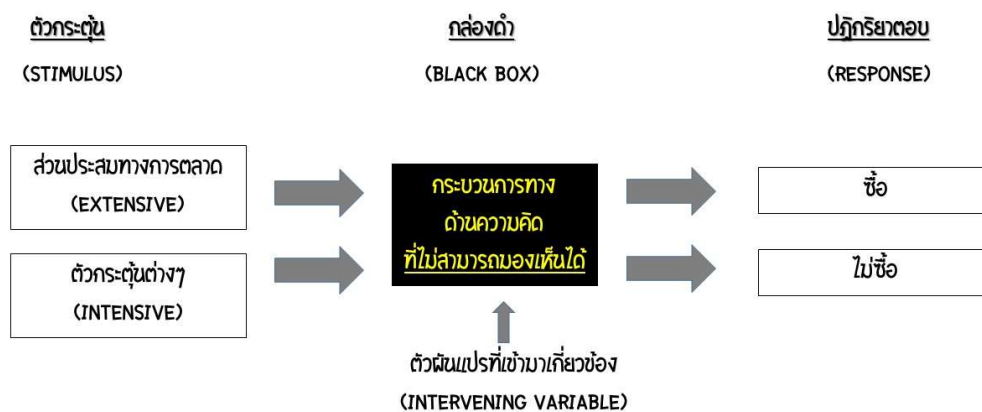 ตัวกระตุ้น
(STIMULUS)
กล่องดำ
(BLACK BOX)
ปฏิกริยาตอบ
(RESPONSE)
ส่วนประสมทางการตลาด
(EXTENSIVE)
ตัวกระตุ้นต่างๆ
(INTENSIVE)
กระบวนการทาง
ด้านความคิด
ที่ไม่สามารถมองเห็นได้
ซื้อ
ไม่ซื้อ
ตัวผันแปรที่เข้ามาเกี่ยวข้อง
(INTERVENING VARIABLE)